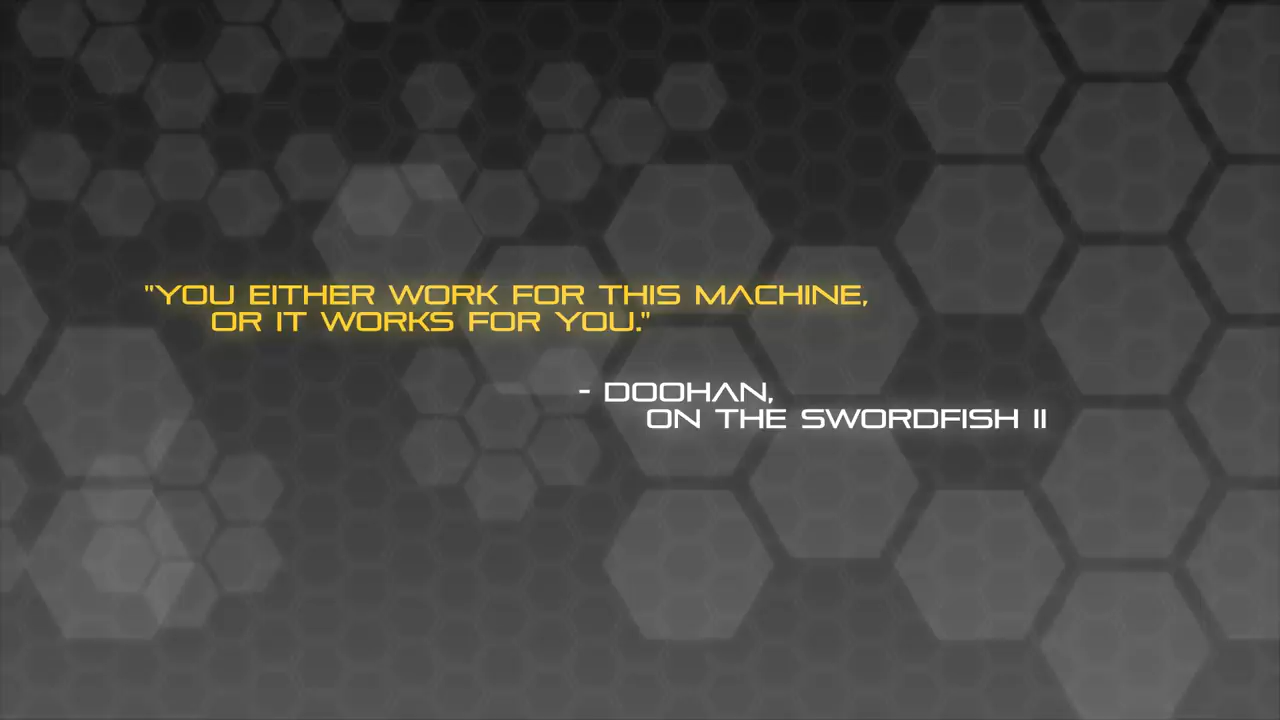 "YOU EITHER WORK FOR THIS MACHINE,
OR IT WORKS FOR YOU."
- DOOHAN,
ON THE SWORDFISH II